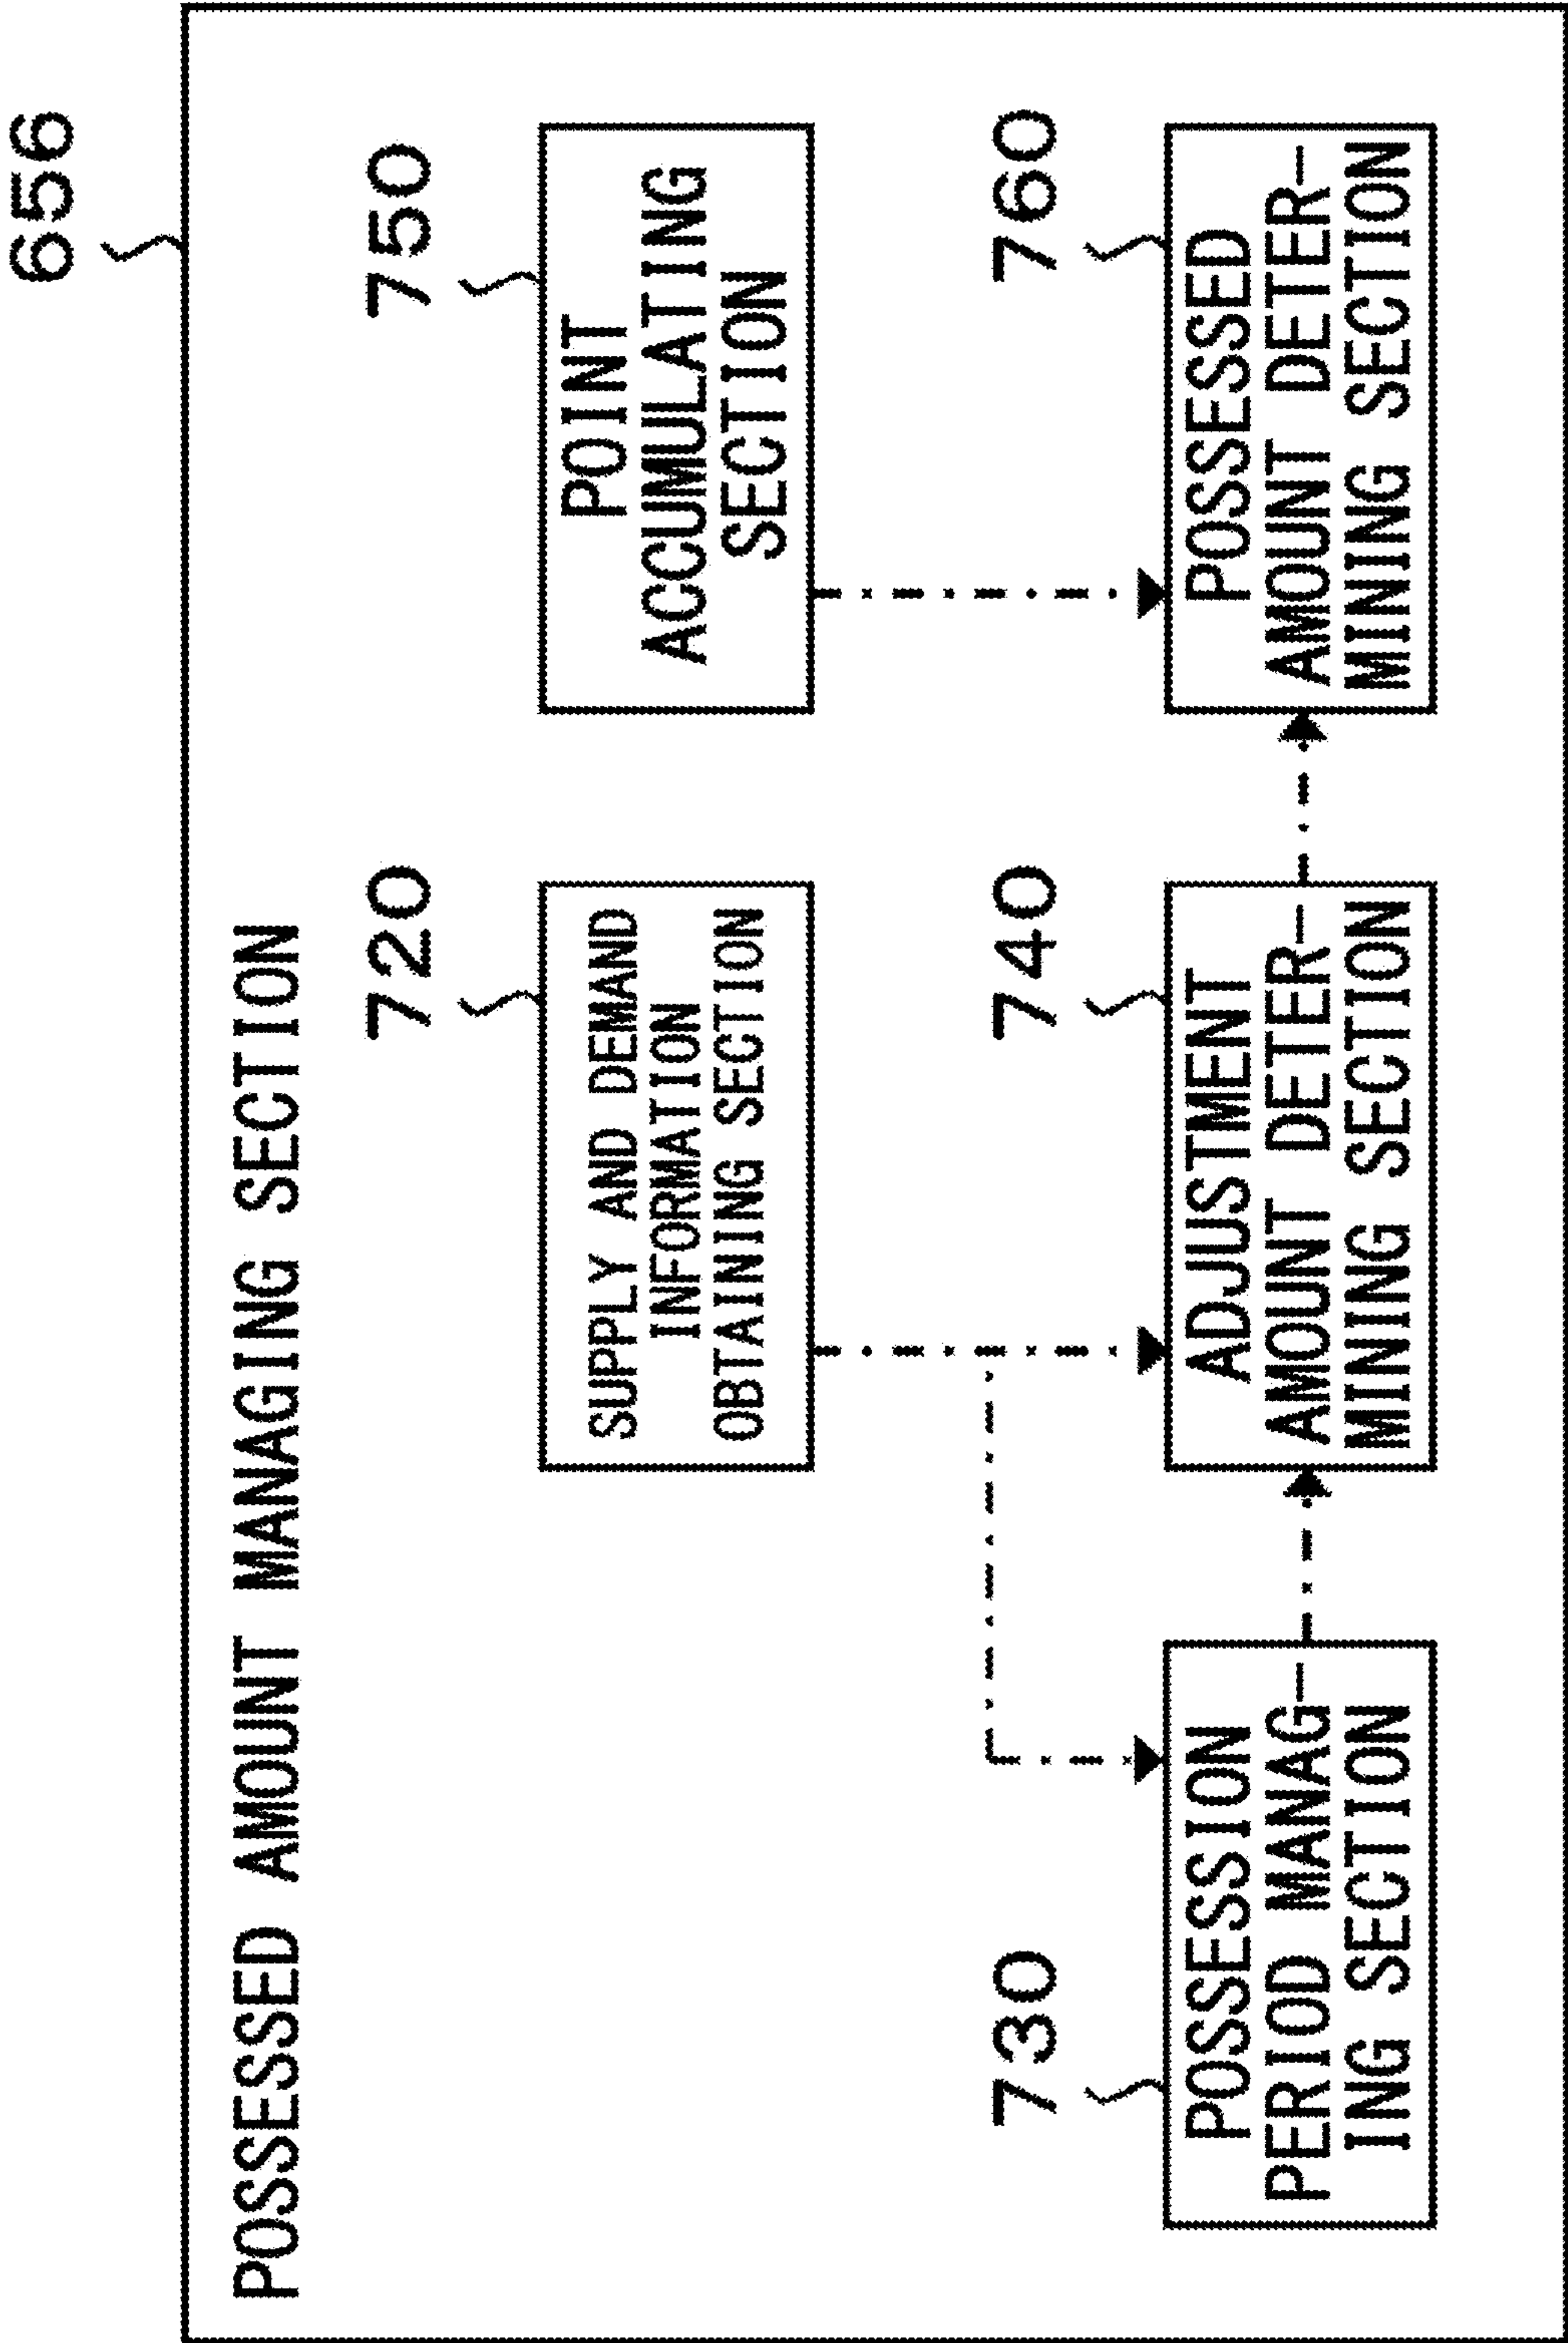 656
POSSESSED AMOUNT MANAGING SECTION
720
SUPPLY AND DEMAND
INFORMATION
OBTAINING SECTION
750
POINT
ACCUMULATING
SECTION
730
POSSESSION
PERIOD MANAG-
ING SECTION
740
ADJUSTMENT
AMOUNT DETER-
MINING SECTION
760
POSSESSED
AMOUNT DETER-
MINING SECTION